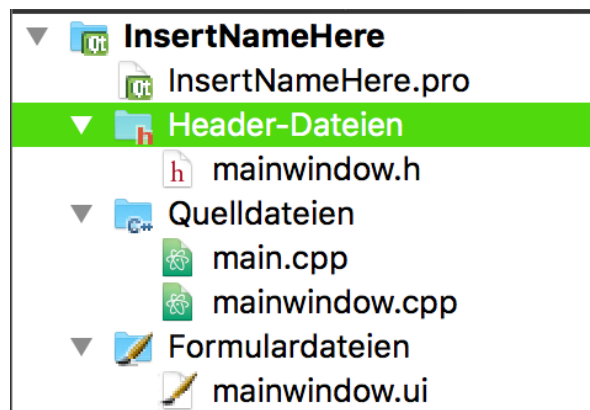 InsertNameHere
InsertNameHere.pro
Header-Dateien
h mainwindow.h
Quelldateien
main.cpp
mainwindow.cpp
Formulardateien
mainwindow.ui